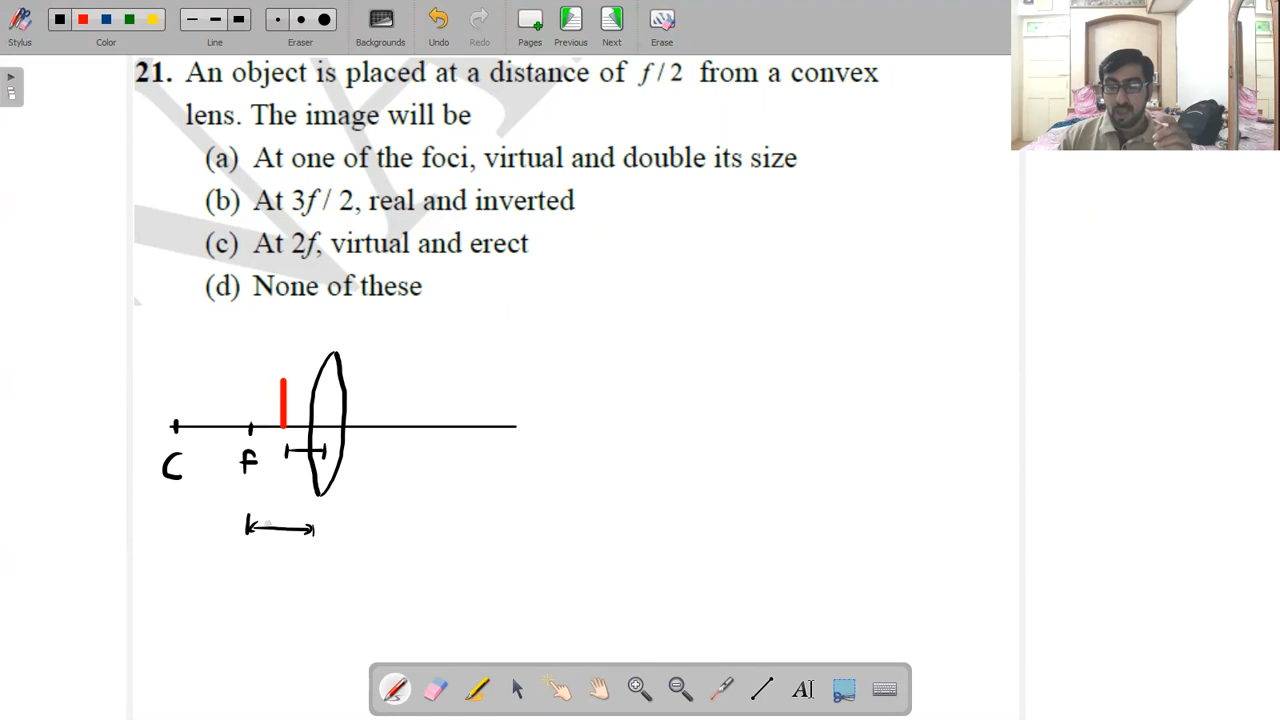 Stylus
Color
Line
Eraser
Backgrounds
Undo
Redo
Pages
Previous
Next
Erase
21. An object is placed at a distance of f / 2 from a convex
lens. The image will be
(a) At one of the foci, virtual and double its size
(b) At 3f / 2, real and inverted
(c) At 2f, virtual and erect
(d) None of these
C F
AI